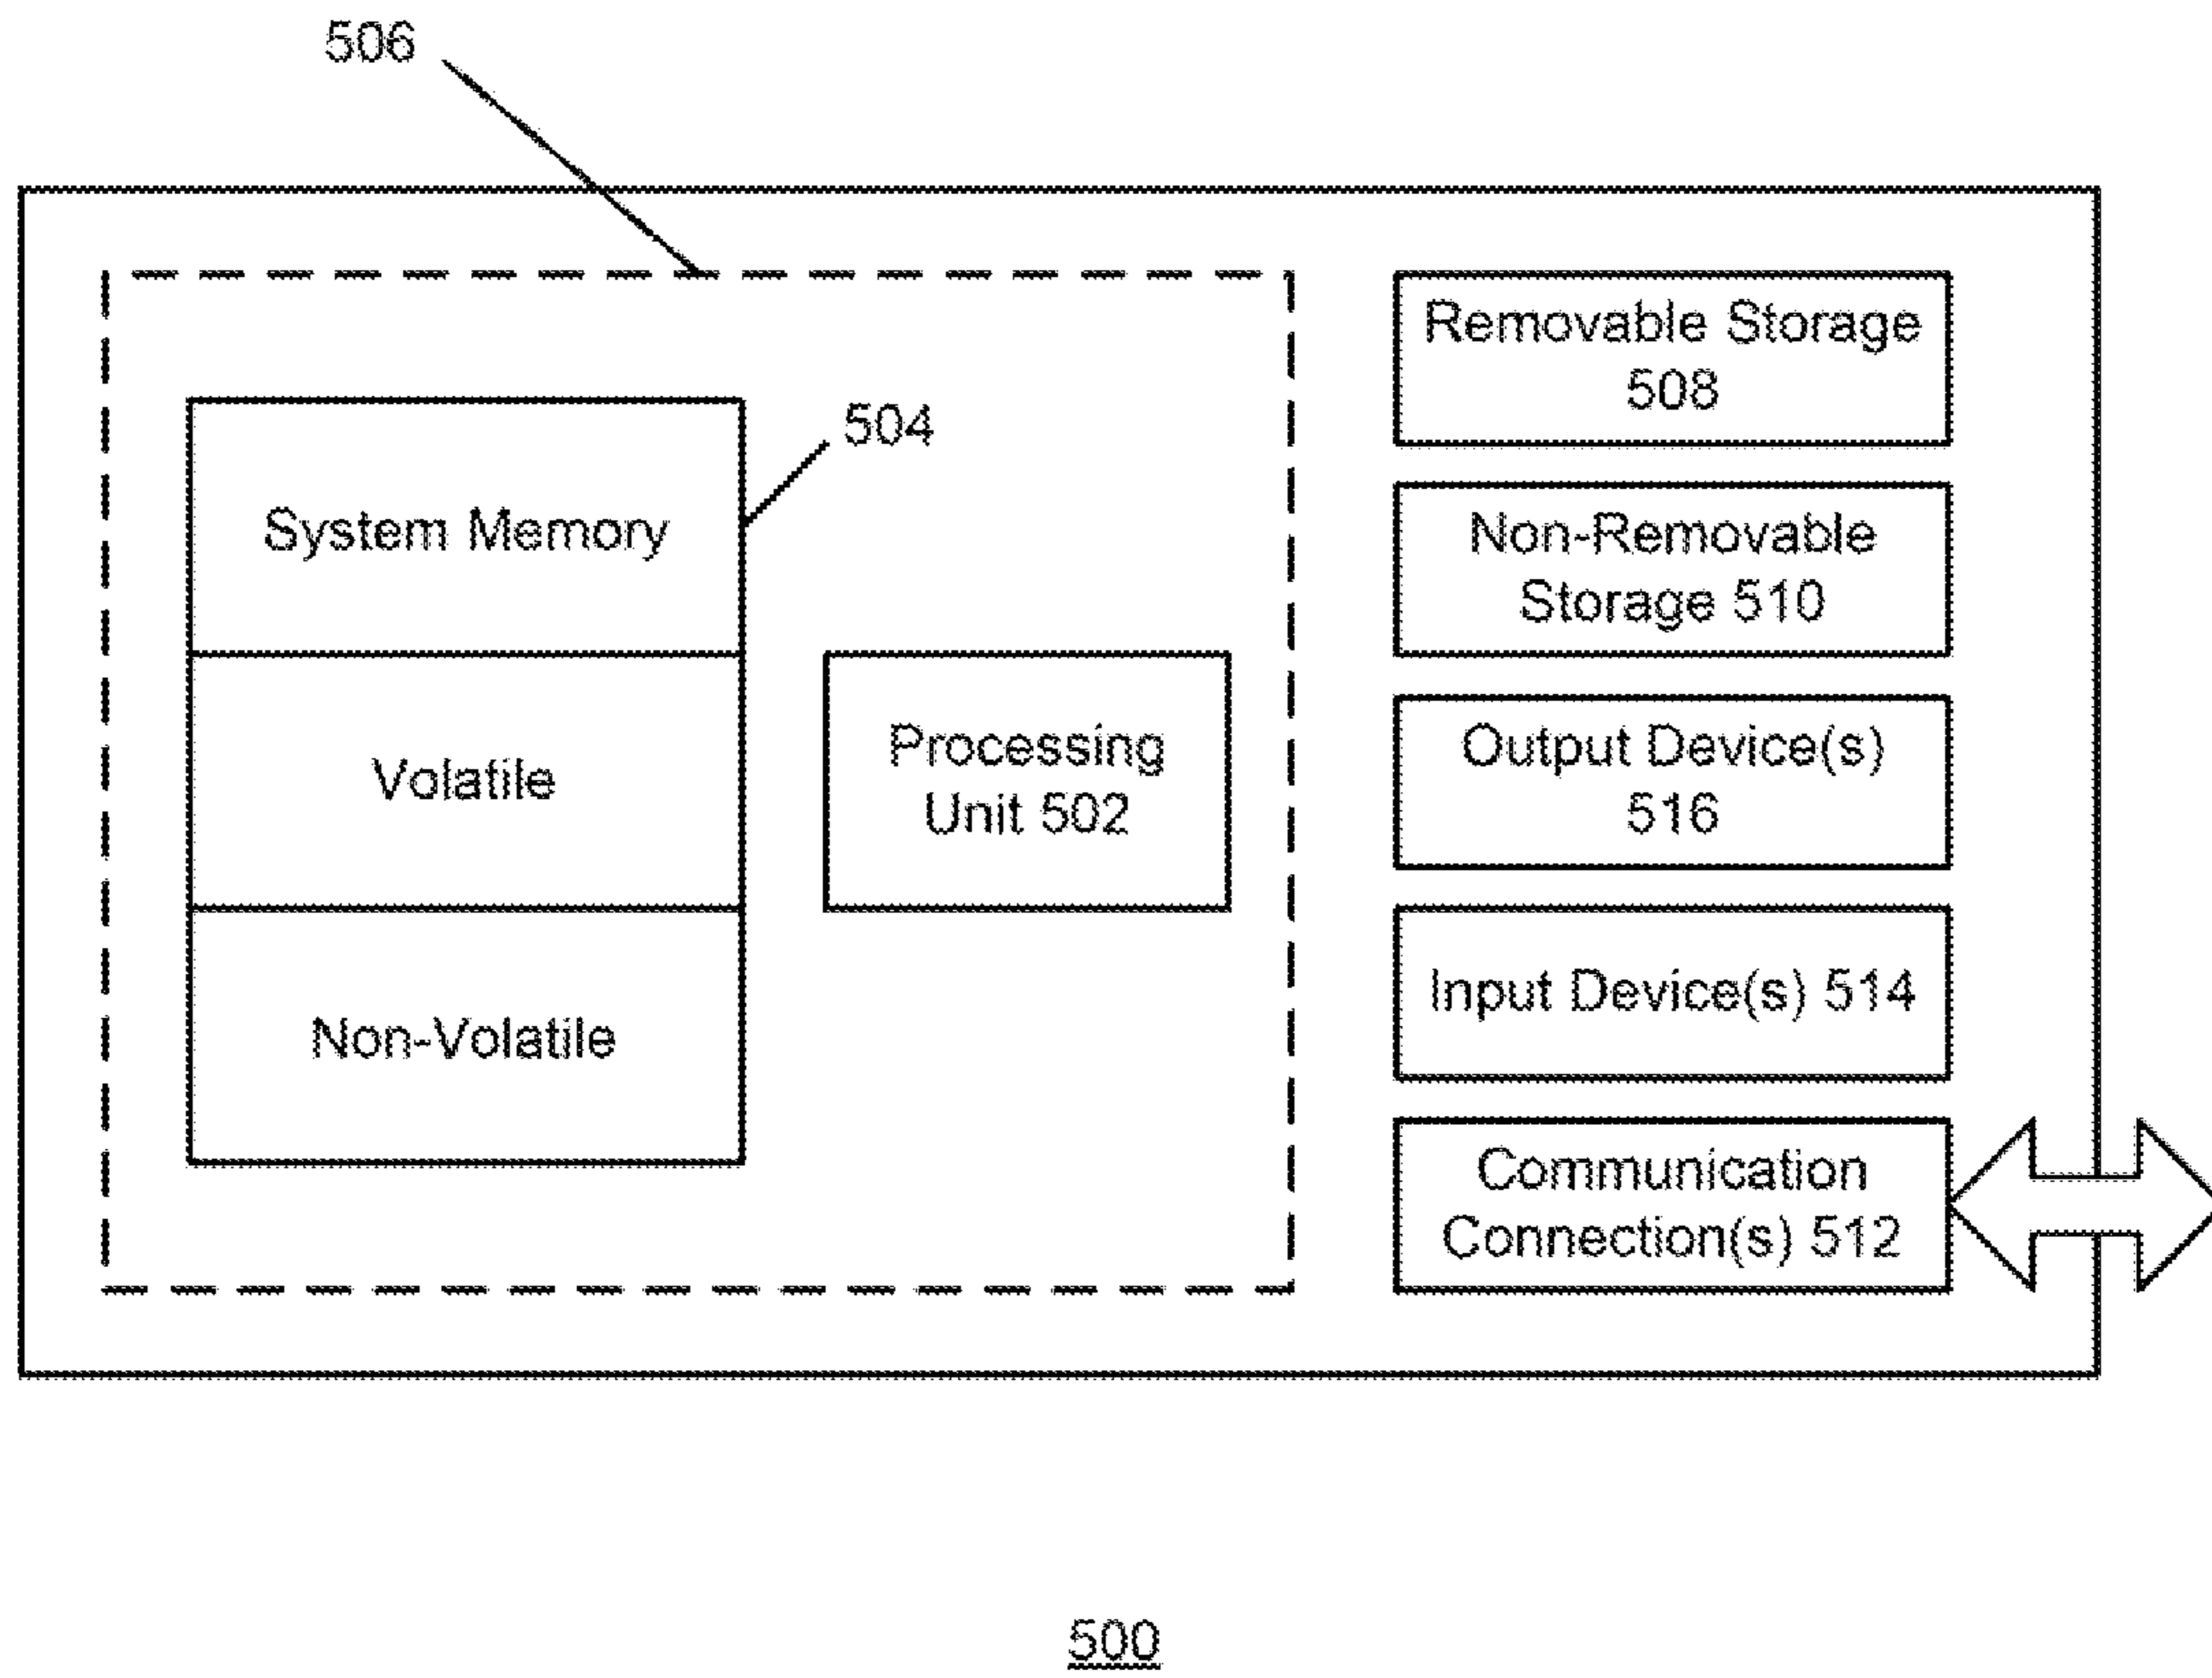 506
504
System Memory
Volatile
Non-Volatile
Processing
Unit 502
Removable Storage
508
Non-Removable
Storage 510
Output Device(s)
516
Input Device(s) 514
Communication
Connection(s) 512
500